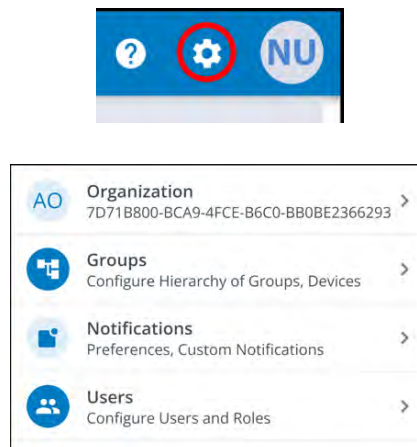 ?
NU
AO
Organization
7D71B800-BCA9-4FCE-B6C0-BB0BE2366293
Groups
Configure Hierarchy of Groups, Devices
Notifications
Preferences, Custom Notifications
Users
Configure Users and Roles